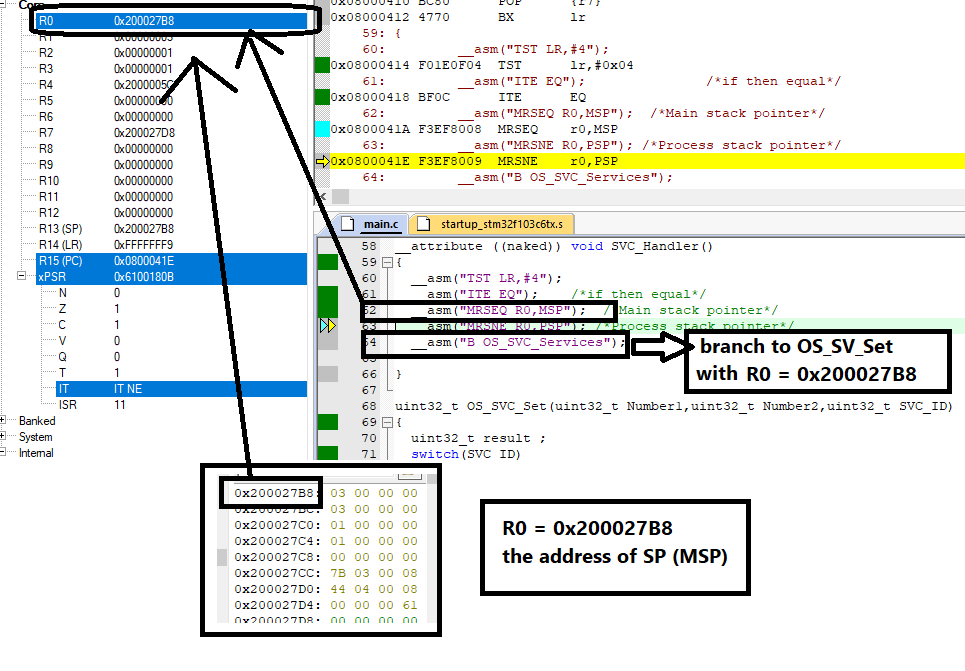 Core
R0 0x200027B8
R1 0x00000003
R2 0x00000001
R3 0x00000001
R4 0x2000005C
R5 0x00000000
R6 0x00000000
R7 0x200027D8
R8 0x00000000
R9 0x00000000
R10 0x00000000
R11 0x00000000
R12 0x00000000
R13 (SP) 0x200027B8
R14 (LR) 0xFFFFFFF9
R15 (PC) 0x0800041E
xPSR 0x6100180B
N 0
Z 1
C 1
V 0
Q 0
T 1
IT IT NE
ISR 11
Banked
System
Internal
0x08000410 BC80 POP {r7}
0x08000412 4770 BX lr
59: {
60: __asm("TST LR,#4");
0x08000414 F01E0F04 TST lr,#0x04
61: __asm("ITE EQ"); /*if then equal*/
0x08000418 BF0C ITE EQ
62: __asm("MRSEQ R0,MSP"); /*Main stack pointer*/
0x0800041A F3EF8008 MRSEQ r0,MSP
63: __asm("MRSNE R0,PSP"); /*Process stack pointer*/
0x0800041E F3EF8009 MRSNE r0,PSP
64: __asm("B OS_SVC_Services");
main.c startup_stm32f103c6tx.s
58 __attribute ((naked)) void SVC_Handler()
59 {
60 __asm("TST LR,#4");
61 __asm("ITE EQ"); /*if then equal*/
62 __asm("MRSEQ R0,MSP"); /*Main stack pointer*/
63 __asm("MRSNE R0,PSP"); /*Process stack pointer*/
64 __asm("B OS_SVC_Services");
65
66 }
67
68 uint32_t OS_SVC_Set(uint32_t Number1,uint32_t Number2,uint32_t SVC_ID)
69 {
70 uint32_t result ;
71 switch(SVC_ID)
branch to OS_SV_Set
with R0 = 0x200027B8
0x200027B8: 03 00 00 00
0x200027BC: 03 00 00 00
0x200027C0: 01 00 00 00
0x200027C4: 01 00 00 00
0x200027C8: 00 00 00 00
0x200027CC: 7B 03 00 08
0x200027D0: 44 04 00 08
0x200027D4: 00 00 00 61
0x200027D8: 00 00 00 00
R0 = 0x200027B8
the address of SP (MSP)